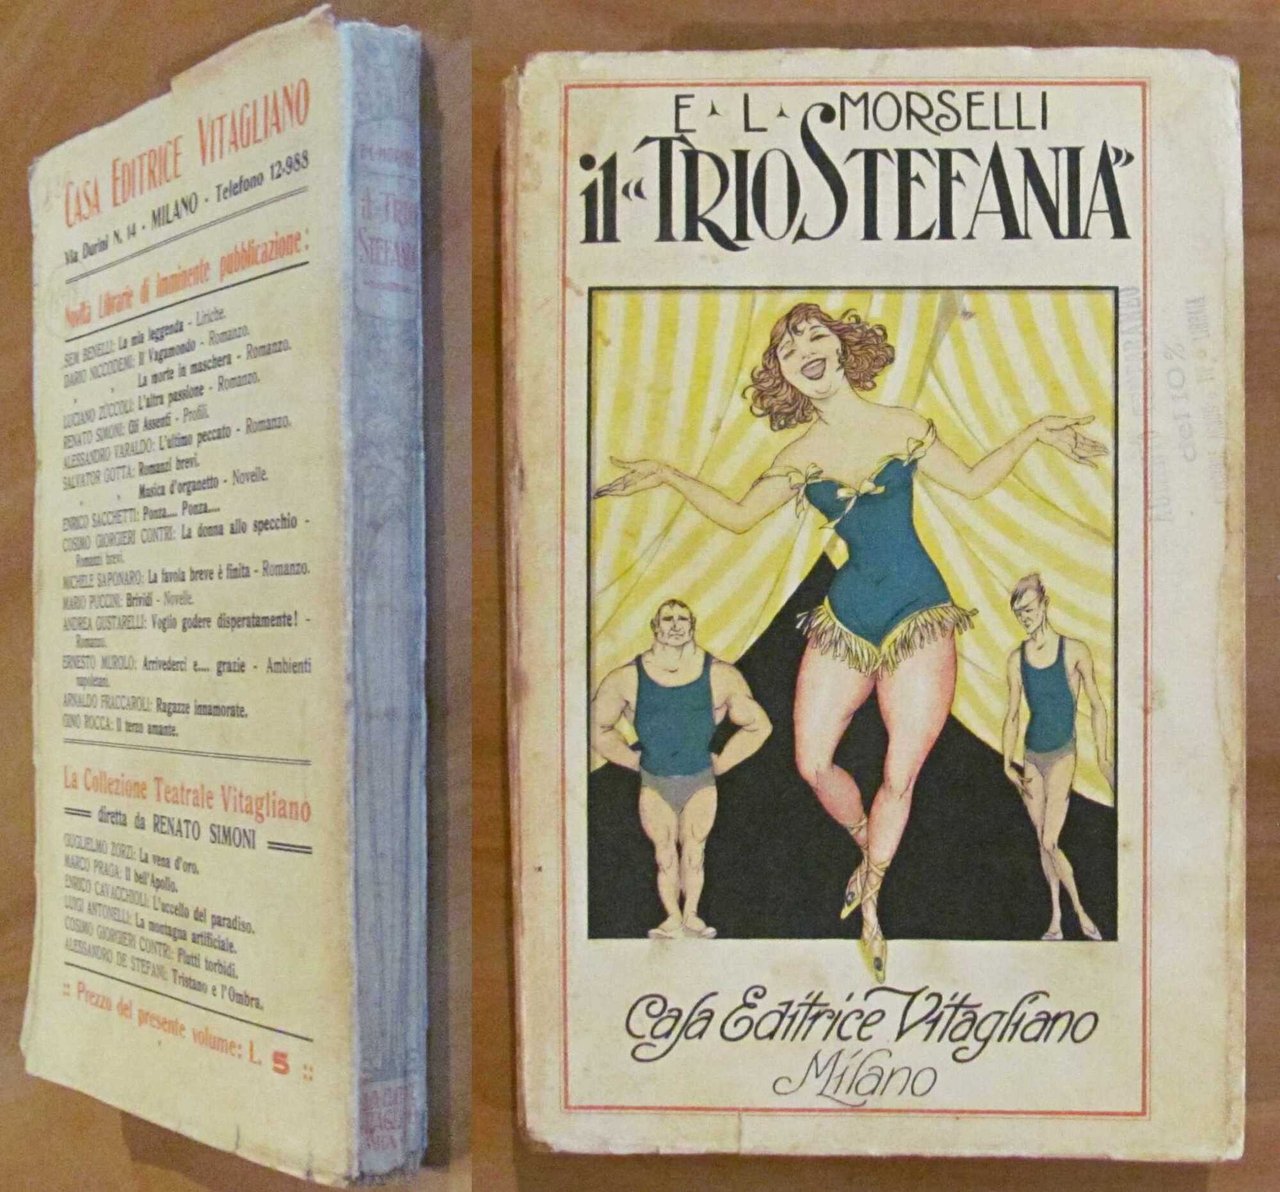 CASA EDITRICE VITAGLIANO
Via Durini N. 14 - MILANO - Telefono 12-988
Novità Librarie di imminente pubblicazione:
SEM BENELLI: La mia leggenda - Liriche.
DARIO NICCODEMI: Il Vagamondo - Romanzo.
" La morte in maschera - Romanzo.
LUCIANO ZUCCOLI: L'altra passione - Romanzo.
RENATO SIMONI: Gli Assenti - Profili.
ALESSANDRO VARALDO: L'ultimo peccato - Romanzo.
SALVATOR GOTTA: Romanzi brevi.
" Musica d'organetto - Novelle.
ENRICO SACCHETTI: Ponza.... Ponza....
COSIMO GIORGIERI CONTRI: La donna allo specchio -
Romanzi brevi.
MICHELE SAPONARO: La favola breve è finita - Romanzo.
MARIO PUCCINI: Brividi - Novelle.
ANDREA GUSTARELLI: Voglio godere disperatamente! -
Romanzo.
ERNESTO MUROLO: Arrivederci e.... grazie - Ambienti
napoletani.
ARNALDO FRACCAROLI: Ragazze innamorate.
GINO ROCCA: Il terzo amante.
La Collezione Teatrale Vitagliano
diretta da RENATO SIMONI
GUGLIELMO ZORZI: La vena d'oro.
MARCO PRAGA: Il bell'Apollo.
ENRICO CAVACCHIOLI: L'uccello del paradiso.
LUIGI ANTONELLI: La montagna artificiale.
COSIMO GIORGIERI CONTRI: Flutti torbidi.
ALESSANDRO DE STEFANI: Tristano e l'Ombra.
:: Prezzo del presente volume: L. 5 ::
E. L. MORSELLI
il "TRIO
STEFANIA
E · L · MORSELLI
il "TRIO STEFANIA"
Casa Editrice Vitagliano
Milano
del 10%